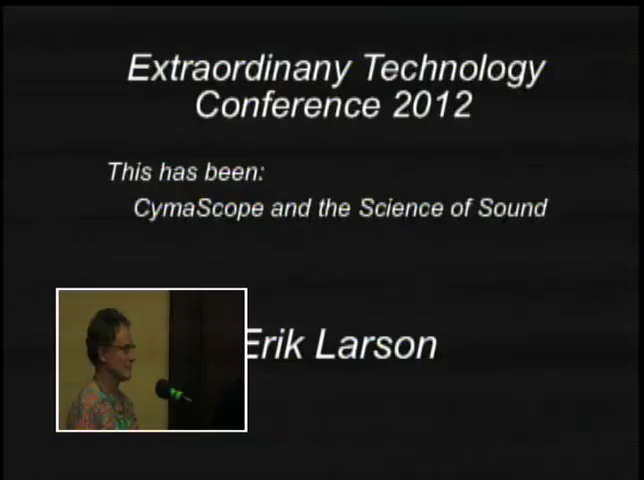 Extraordinany Technology
Conference 2012
This has been:
CymaScope and the Science of Sound
Erik Larson